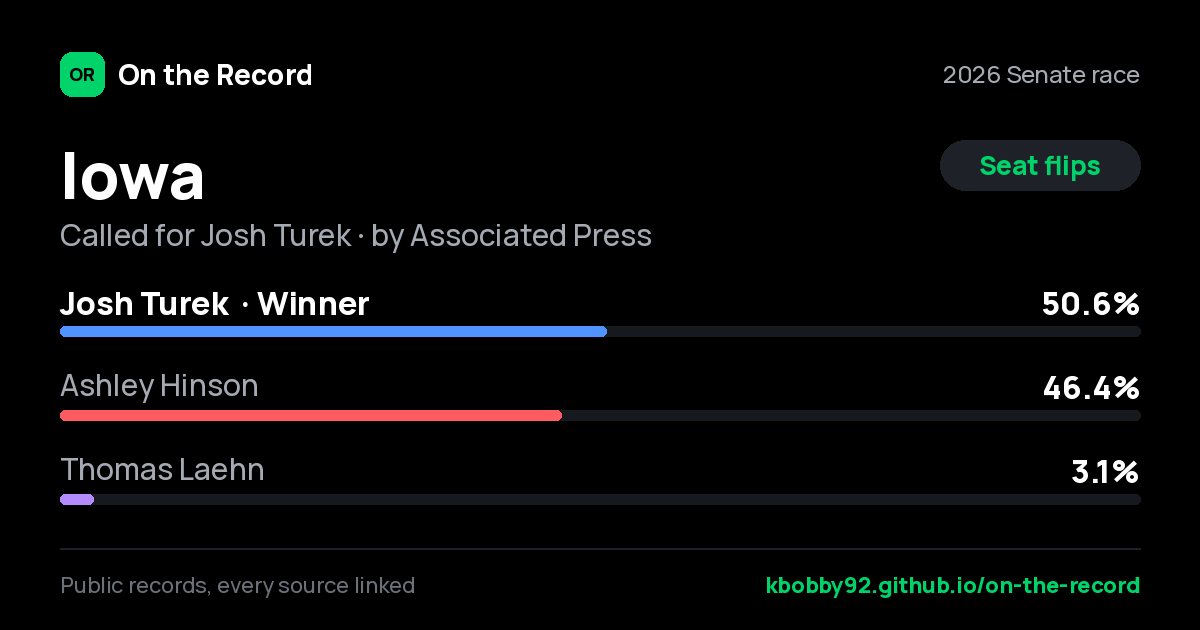 OR On the Record
2026 Senate race
Iowa
Seat flips
Called for Josh Turek · by Associated Press
Josh Turek · Winner 50.6%
Ashley Hinson 46.4%
Thomas Laehn 3.1%
Public records, every source linked
kbobby92.github.io/on-the-record